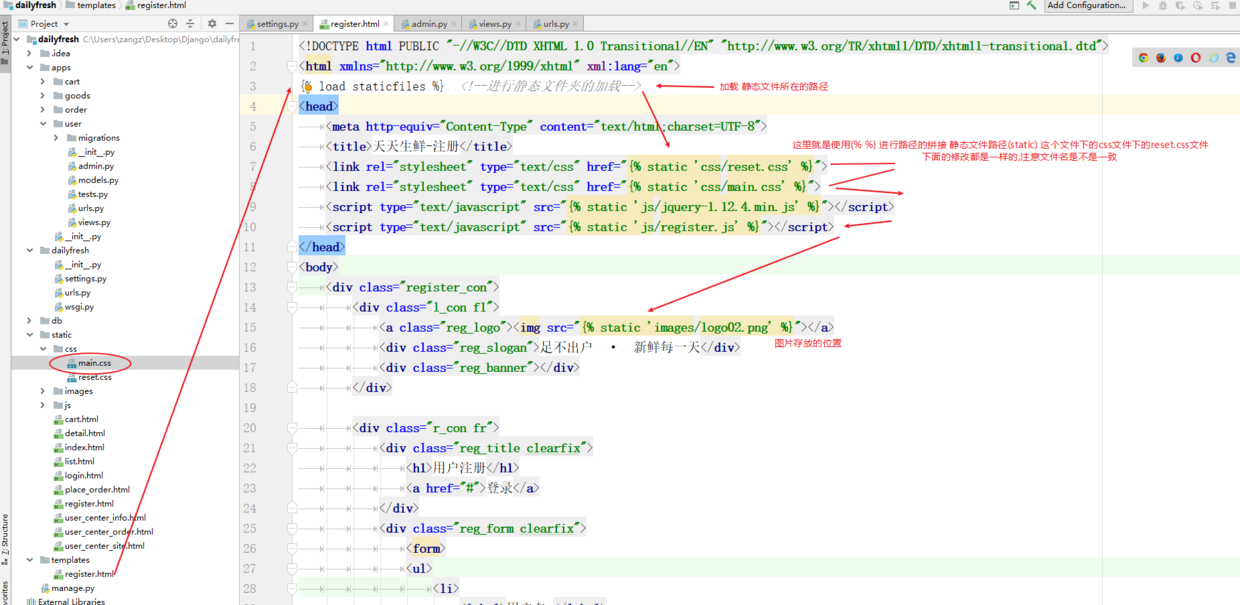 dailyfresh templates register.html
Add Configuration...
Project
settings.py register.html admin.py views.py urls.py
1: Project
dailyfresh C:\Users\zangz\Desktop\Django\dailyfre
.idea
apps
cart
goods
order
user
migrations
__init__.py
admin.py
models.py
tests.py
urls.py
views.py
__init__.py
dailyfresh
__init__.py
settings.py
urls.py
wsgi.py
db
static
css
main.css
reset.css
images
js
cart.html
detail.html
index.html
list.html
login.html
place_order.html
register.html
user_center_info.html
user_center_order.html
user_center_site.html
templates
register.html
manage.py
External Libraries
Z: Structure
vorites
1 <!DOCTYPE html PUBLIC "-//W3C//DTD XHTML 1.0 Transitional//EN" "http://www.w3.org/TR/xhtml1/DTD/xhtml1-transitional.dtd">
2 <html xmlns="http://www.w3.org/1999/xhtml" xml:lang="en">
3 {% load staticfiles %} <!--进行静态文件夹的加载-->
加载 静态文件所在的路径
4 <head>
5 <meta http-equiv="Content-Type" content="text/html;charset=UTF-8">
6 <title>天天生鲜-注册</title>
这里就是使用{% %} 进行路径的拼接 静态文件路径(static) 这个文件下的css文件下的reset.css文件
下面的修改都是一样的,注意文件名是不是一致
7 <link rel="stylesheet" type="text/css" href="{% static 'css/reset.css' %}">
8 <link rel="stylesheet" type="text/css" href="{% static 'css/main.css' %}">
9 <script type="text/javascript" src="{% static 'js/jquery-1.12.4.min.js' %}"></script>
10 <script type="text/javascript" src="{% static 'js/register.js' %}"></script>
11 </head>
12 <body>
13 <div class="register_con">
14 <div class="l_con fl">
15 <a class="reg_logo"><img src="{% static 'images/logo02.png' %}"></a>
16 <div class="reg_slogan">足不出户 · 新鲜每一天</div>
图片存放的位置
17 <div class="reg_banner"></div>
18 </div>
19
20 <div class="r_con fr">
21 <div class="reg_title clearfix">
22 <h1>用户注册</h1>
23 <a href="#">登录</a>
24 </div>
25 <div class="reg_form clearfix">
26 <form>
27 <ul>
28 <li>